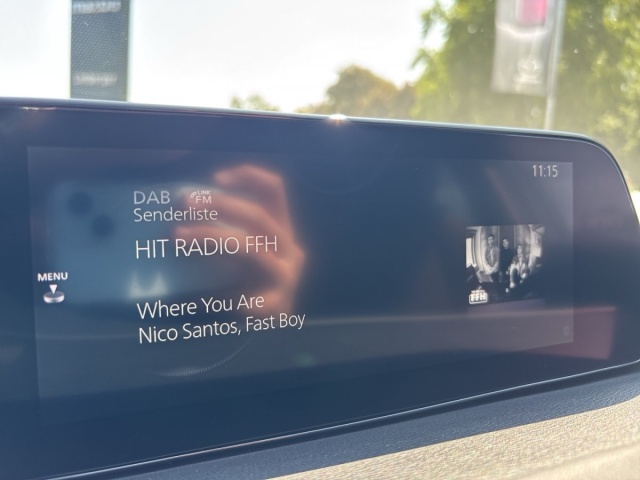 11:15
DAB LINK FM
Senderliste
HIT RADIO FFH
MENU
Where You Are
Nico Santos, Fast Boy
FFH